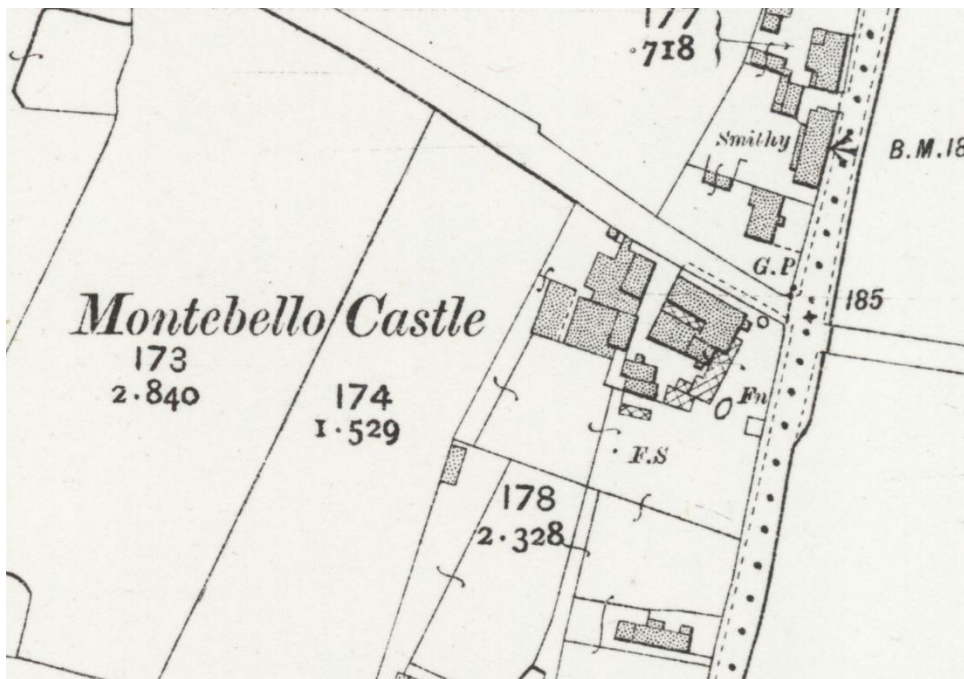 177
·718
Smithy
B.M.18
G.P
185
Montebello Castle
173
2·840
174
1·529
Fn
F.S
178
2·328